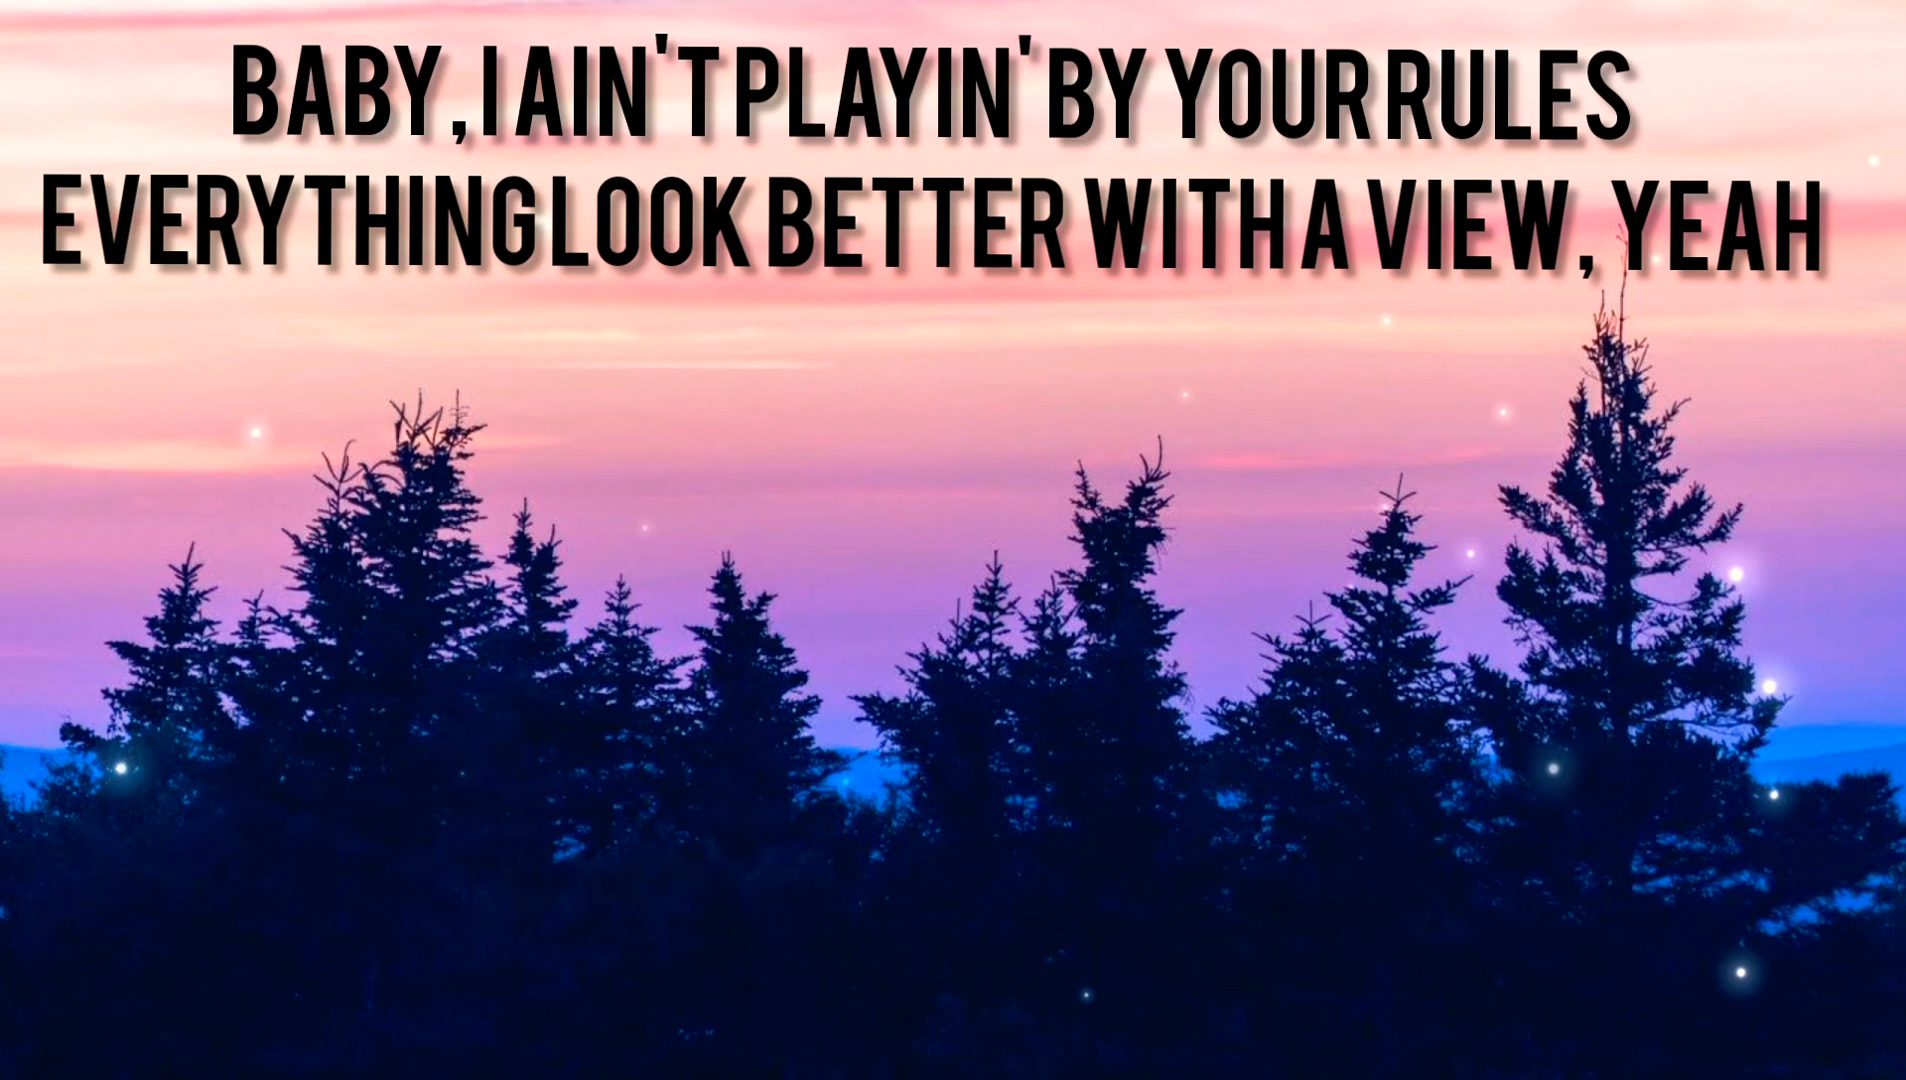 BABY, I AIN'T PLAYIN' BY YOUR RULES
EVERYTHING LOOK BETTER WITH A VIEW, YEAH